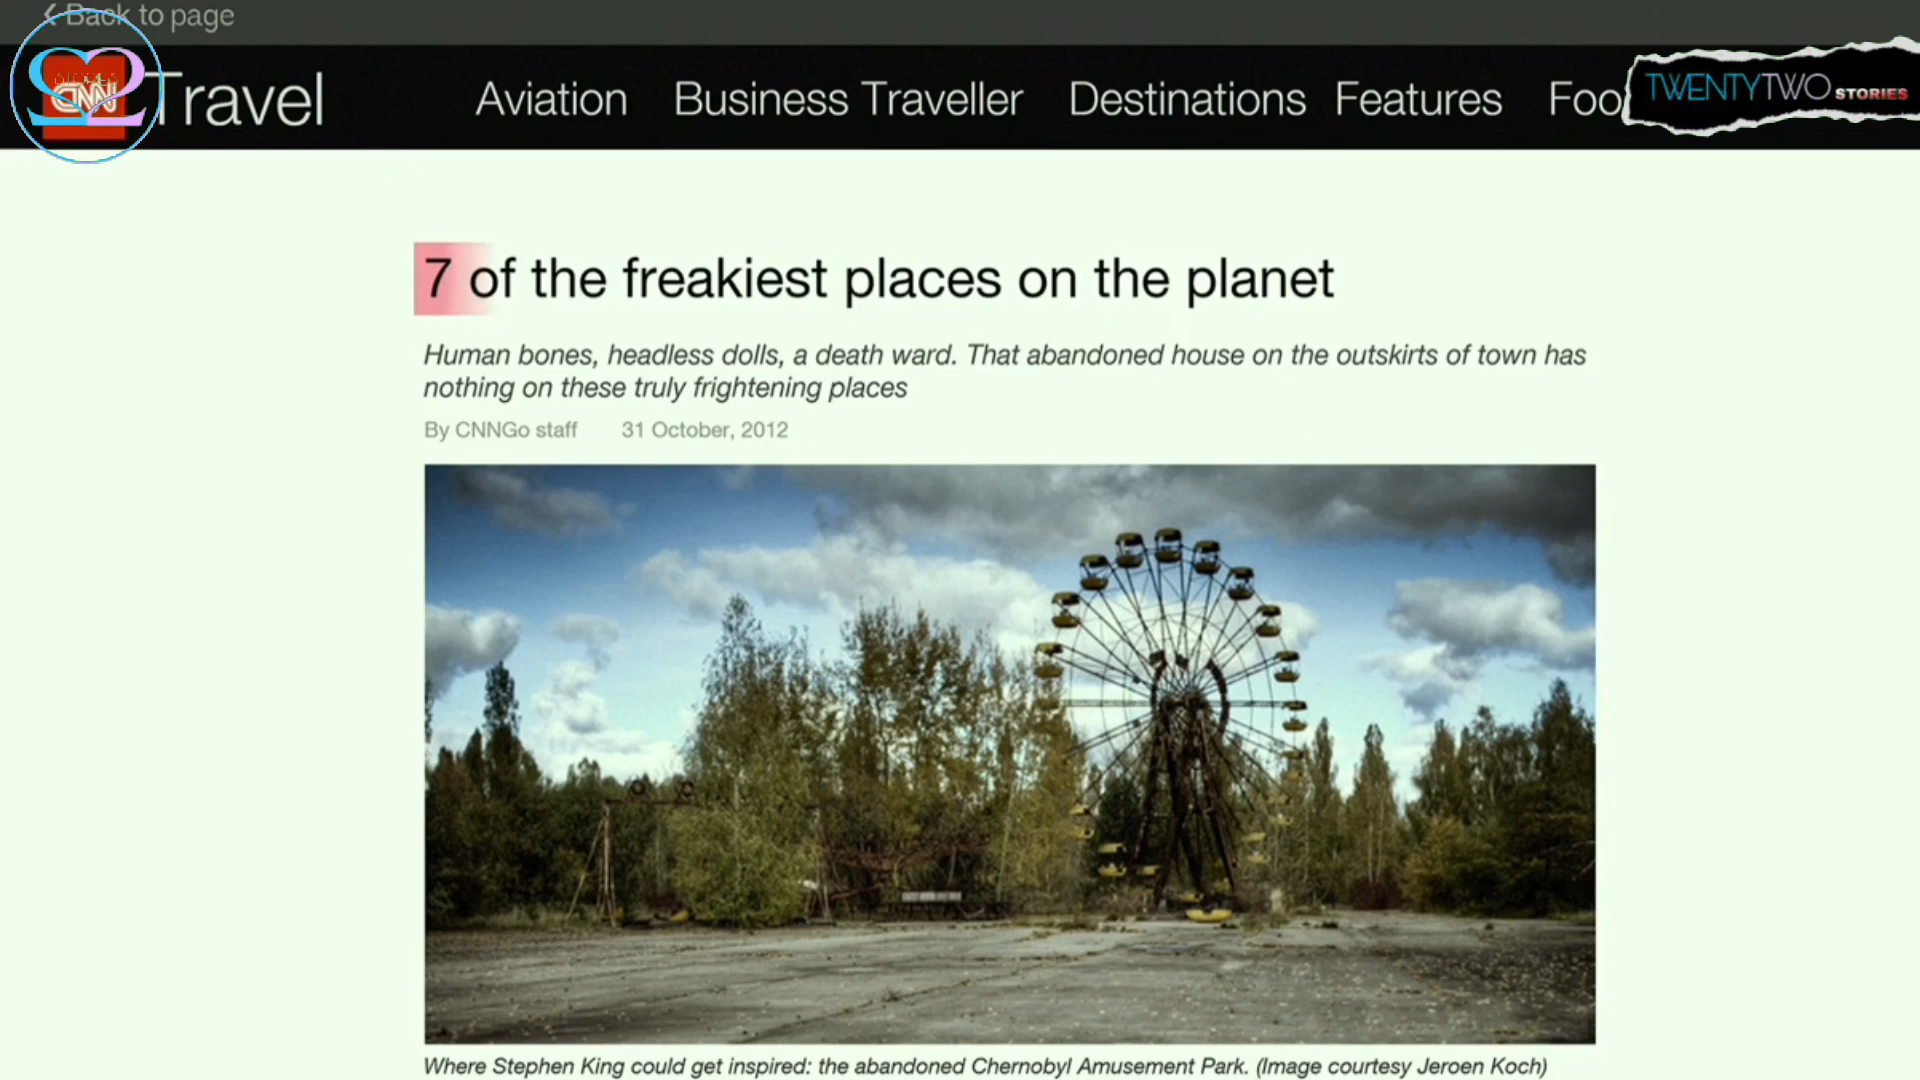 Back to page
CNN Travel
Aviation Business Traveller Destinations Features Foo
TWENTYTWO STORIES
7 of the freakiest places on the planet
Human bones, headless dolls, a death ward. That abandoned house on the outskirts of town has
nothing on these truly frightening places
By CNNGo staff 31 October, 2012
Where Stephen King could get inspired: the abandoned Chernobyl Amusement Park. (Image courtesy Jeroen Koch)